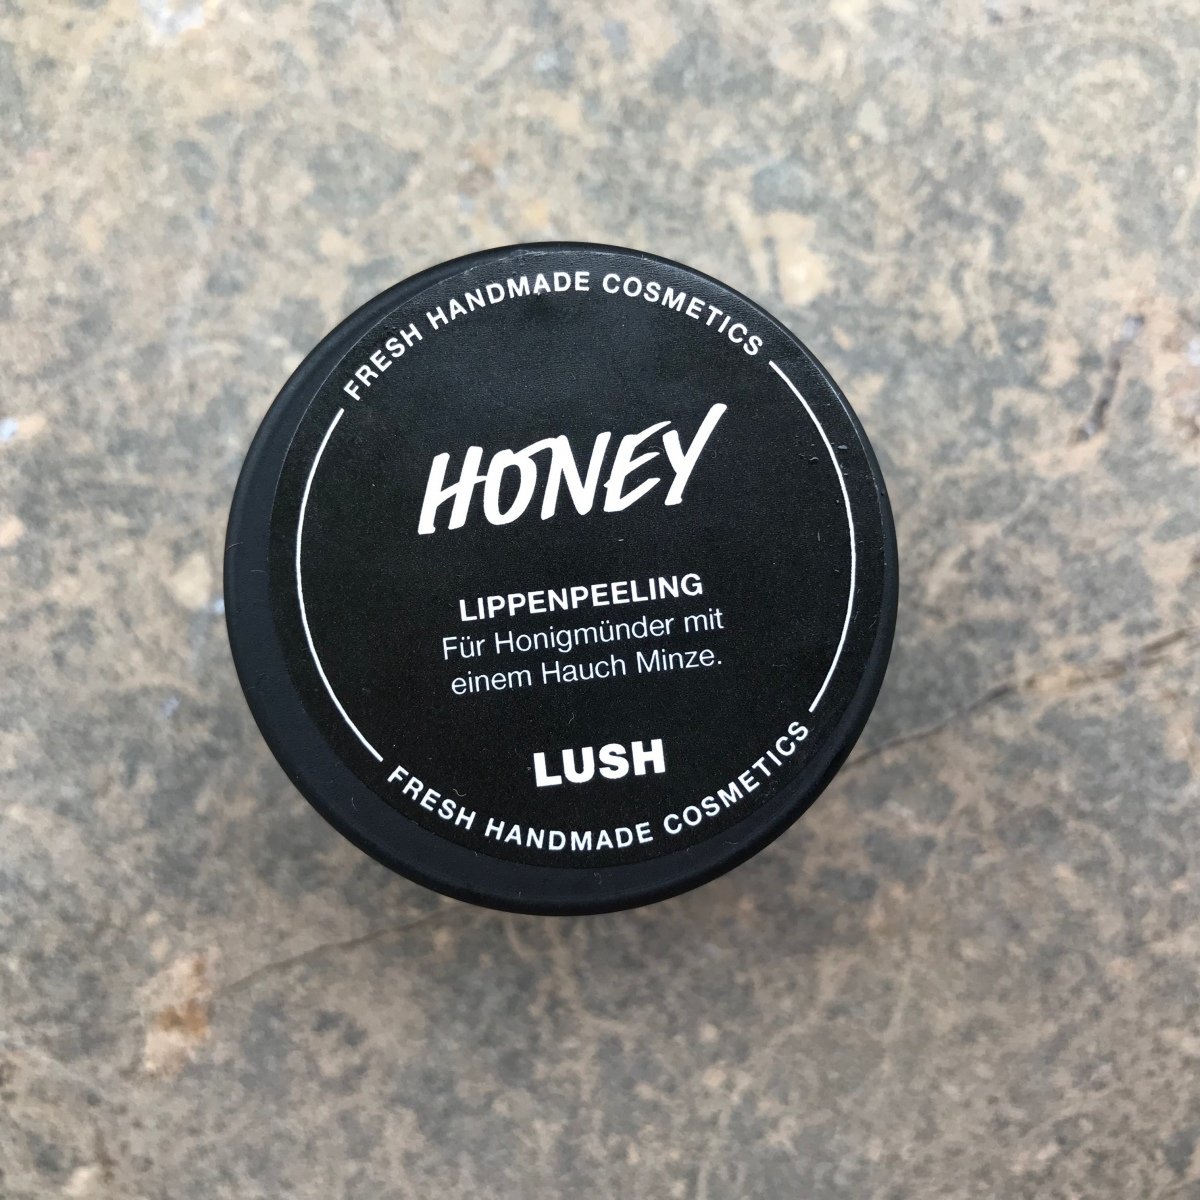 FRESH HANDMADE COSMETICS
HONEY
LIPPENPEELING
Für Honigmünder mit
einem Hauch Minze.
LUSH
FRESH HANDMADE COSMETICS